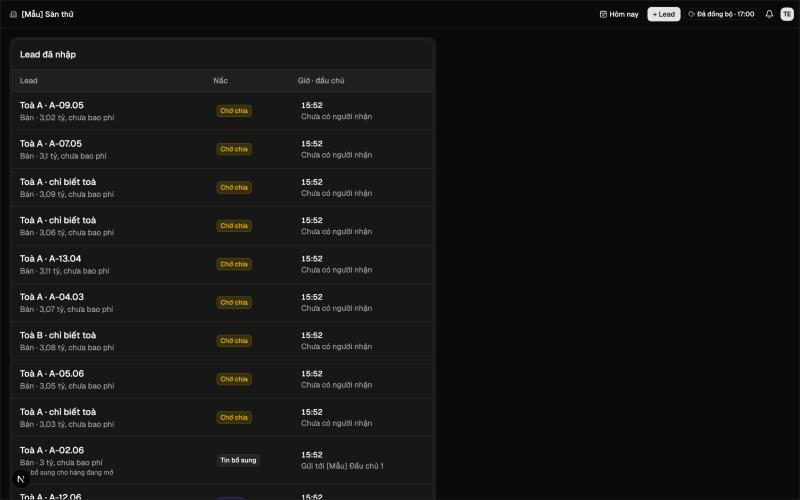 [Mẫu] Sàn thử
Hôm nay
+ Lead
Đã đồng bộ · 17:00
TE
Lead đã nhập
Lead Nấc Giờ · đầu chủ
Toà A · A-09.05
Bán · 3,02 tỷ, chưa bao phí
Chờ chia
15:52
Chưa có người nhận
Toà A · A-07.05
Bán · 3,1 tỷ, chưa bao phí
Chờ chia
15:52
Chưa có người nhận
Toà A · chỉ biết toà
Bán · 3,09 tỷ, chưa bao phí
Chờ chia
15:52
Chưa có người nhận
Toà A · chỉ biết toà
Bán · 3,06 tỷ, chưa bao phí
Chờ chia
15:52
Chưa có người nhận
Toà A · A-13.04
Bán · 3,11 tỷ, chưa bao phí
Chờ chia
15:52
Chưa có người nhận
Toà A · A-04.03
Bán · 3,07 tỷ, chưa bao phí
Chờ chia
15:52
Chưa có người nhận
Toà B · chỉ biết toà
Bán · 3,08 tỷ, chưa bao phí
Chờ chia
15:52
Chưa có người nhận
Toà A · A-05.06
Bán · 3,05 tỷ, chưa bao phí
Chờ chia
15:52
Chưa có người nhận
Toà A · chỉ biết toà
Bán · 3,03 tỷ, chưa bao phí
Chờ chia
15:52
Chưa có người nhận
Toà A · A-02.06
Bán · 3 tỷ, chưa bao phí
bổ sung cho hàng đang mở
Tin bổ sung
15:52
Gửi tới [Mẫu] Đầu chủ 1
N
Toà A · A-12.06
15:52